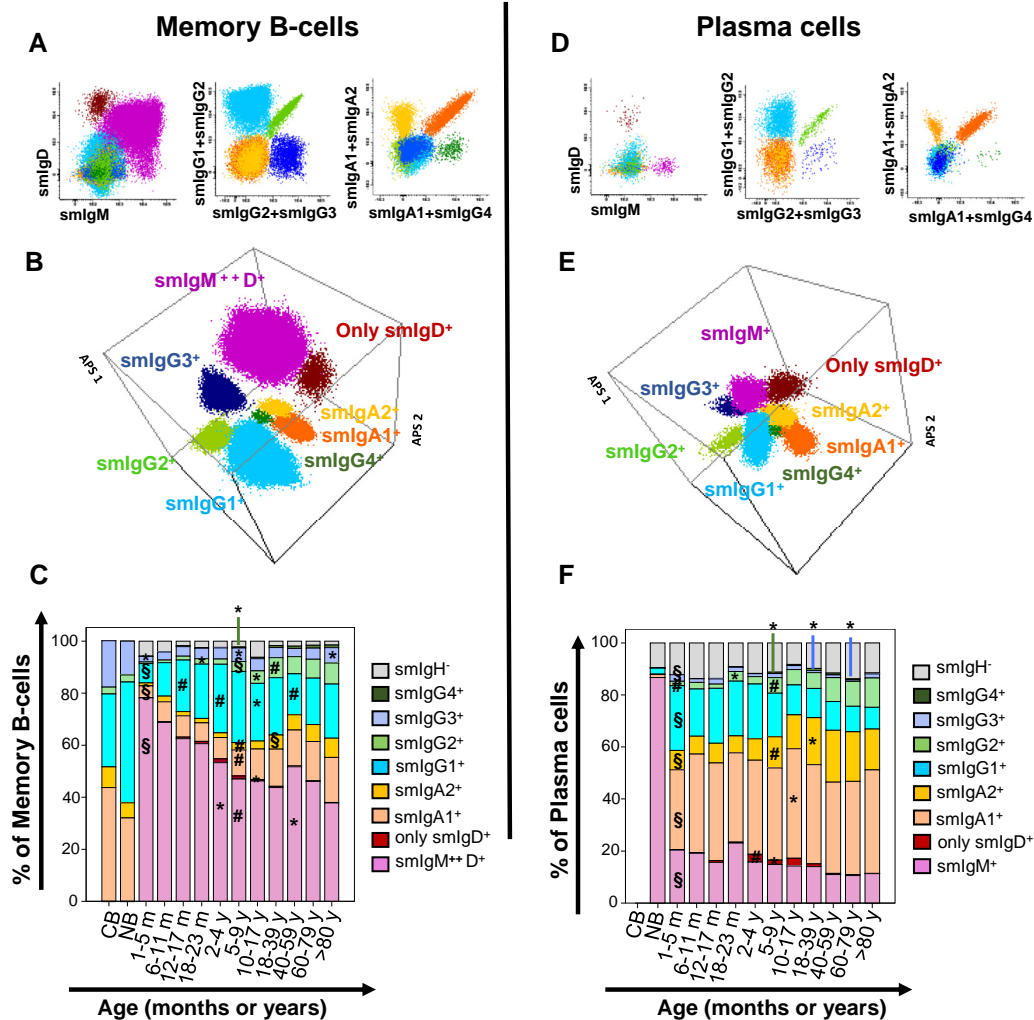 Memory B-cells
Plasma cells
A
smIgD
smIgM
smIgG1+smIgG2
smIgG2+smIgG3
smIgA1+smIgA2
smIgA1+smIgG4
D
smIgD
smIgM
smIgG1+smIgG2
smIgG2+smIgG3
smIgA1+smIgA2
smIgA1+smIgG4
B
smIgM++D+
Only smIgD+
smIgG3+
APS 1
APS 2
smIgA2+
smIgA1+
smIgG4+
smIgG2+
smIgG1+
E
smIgM+
Only smIgD+
smIgG3+
APS 1
APS 2
smIgA2+
smIgA1+
smIgG2+
smIgG4+
smIgG1+
C
% of Memory B-cells
100
80
60
40
20
0
CB
NB
1-5 m
6-11 m
12-17 m
18-23 m
2-4 y
5-9 y
10-17 y
18-39 y
40-59 y
60-79 y
>80 y
Age (months or years)
smIgH-
smIgG4+
smIgG3+
smIgG2+
smIgG1+
smIgA2+
smIgA1+
only smIgD+
smIgM++ D+
F
% of Plasma cells
100
80
60
40
20
0
CB
NB
1-5 m
6-11 m
12-17 m
18-23 m
2-4 y
5-9 y
10-17 y
18-39 y
40-59 y
60-79 y
>80 y
Age (months or years)
smIgH-
smIgG4+
smIgG3+
smIgG2+
smIgG1+
smIgA2+
smIgA1+
only smIgD+
smIgM+